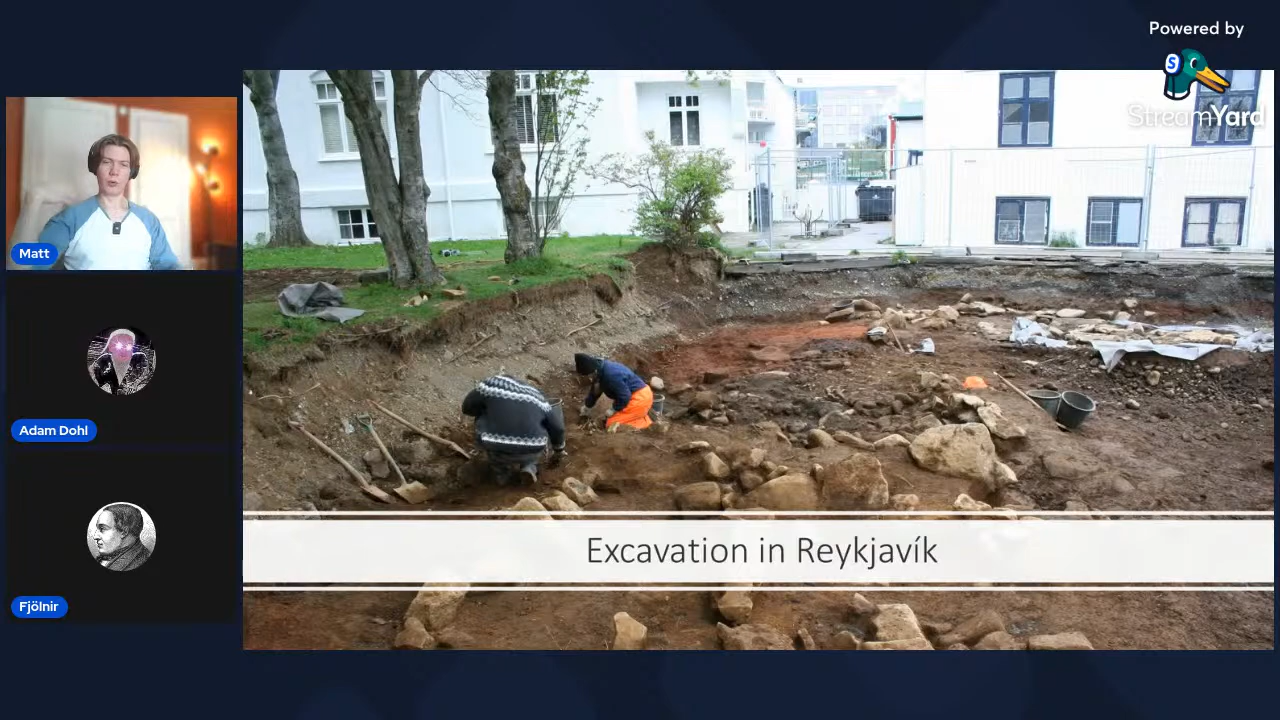 Powered by
S
StreamYard
Matt
Adam Dohl
Fjölnir
Excavation in Reykjavík